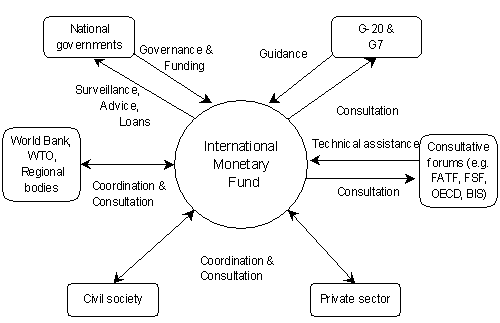 National
governments
G-20 &
G7
Governance &
Funding
Guidance
Surveillance,
Advice,
Loans
Consultation
World Bank,
WTO,
Regional
bodies
International
Monetary
Fund
Technical assistance
Consultative
forums (e.g.
FATF, FSF,
OECD, BIS)
Coordination &
Consultation
Consultation
Coordination &
Consultation
Civil society
Private sector